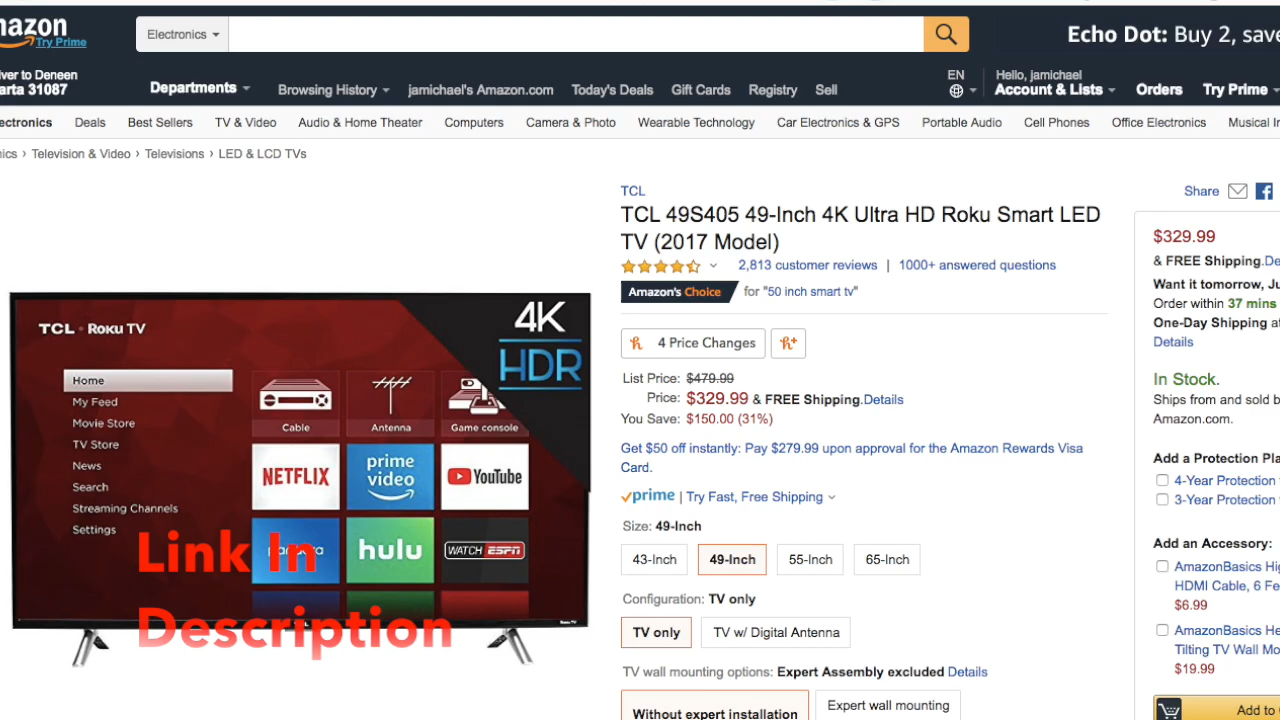 mazon
Try Prime
Electronics
Echo Dot: Buy 2, save
ver to Deneen
arta 31087
Departments
Browsing History
jamichael's Amazon.com
Today's Deals
Gift Cards
Registry
Sell
EN
Hello, jamichael
Account & Lists
Orders
Try Prime
ectronics
Deals
Best Sellers
TV & Video
Audio & Home Theater
Computers
Camera & Photo
Wearable Technology
Car Electronics & GPS
Portable Audio
Cell Phones
Office Electronics
Musical In
ics › Television & Video › Televisions › LED & LCD TVs
TCL • Roku TV
4K
HDR
Home
My Feed
Movie Store
TV Store
News
Search
Streaming Channels
Settings
Cable
Antenna
Game console
NETFLIX
prime video
YouTube
pandora
hulu
WATCH ESPN
Link In
Description
TCL
TCL 49S405 49-Inch 4K Ultra HD Roku Smart LED
TV (2017 Model)
2,813 customer reviews | 1000+ answered questions
Amazon's Choice for "50 inch smart tv"
4 Price Changes
List Price: $479.99
Price: $329.99 & FREE Shipping. Details
You Save: $150.00 (31%)
Get $50 off instantly: Pay $279.99 upon approval for the Amazon Rewards Visa
Card.
prime | Try Fast, Free Shipping
Size: 49-Inch
43-Inch
49-Inch
55-Inch
65-Inch
Configuration: TV only
TV only
TV w/ Digital Antenna
TV wall mounting options: Expert Assembly excluded Details
Without expert installation
Expert wall mounting
Share
$329.99
& FREE Shipping. De
Want it tomorrow, Ju
Order within 37 mins
One-Day Shipping at
Details
In Stock.
Ships from and sold b
Amazon.com.
Add a Protection Pla
4-Year Protection
3-Year Protection
Add an Accessory:
AmazonBasics Hig
HDMI Cable, 6 Fe
$6.99
AmazonBasics He
Tilting TV Wall Mo
$19.99
Add to